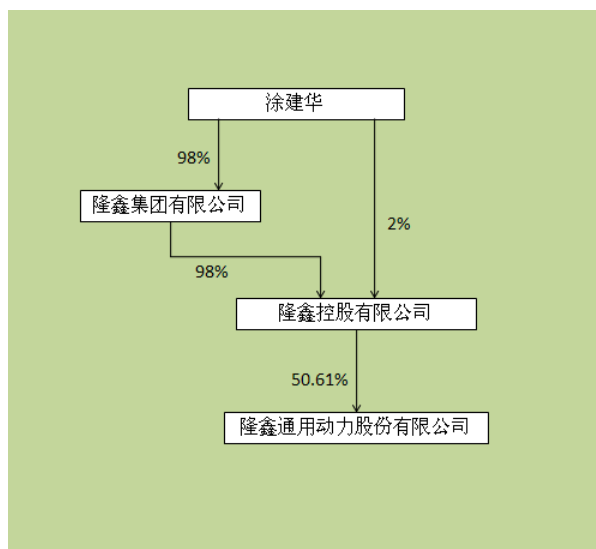 涂建华
98%
隆鑫集团有限公司
2%
98%
隆鑫控股有限公司
50.61%
隆鑫通用动力股份有限公司